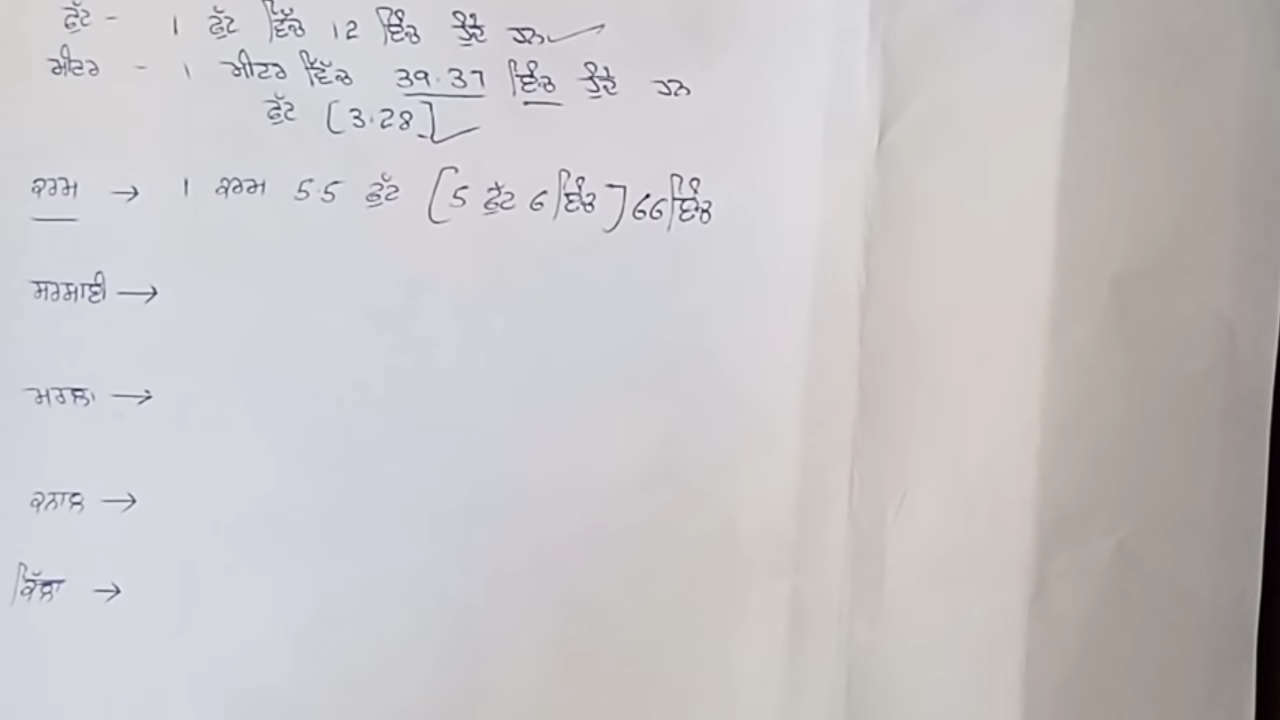 ਫੁੱਟ - 1 ਫੁੱਟ ਵਿੱਚ 12 ਇੰਚ ਹੁੰਦੇ ਹਨ
ਮੀਟਰ - 1 ਮੀਟਰ ਵਿੱਚ 39.37 ਇੰਚ ਹੁੰਦੇ ਹਨ
ਫੁੱਟ [3.28]
ਕਰਮ → 1 ਕਰਮ 5.5 ਫੁੱਟ [5 ਫੁੱਟ 6 ਇੰਚ] 66 ਇੰਚ
ਸਰਸਾਹੀ →
ਮਰਲਾ →
ਕਨਾਲ →
ਕਿੱਲਾ →